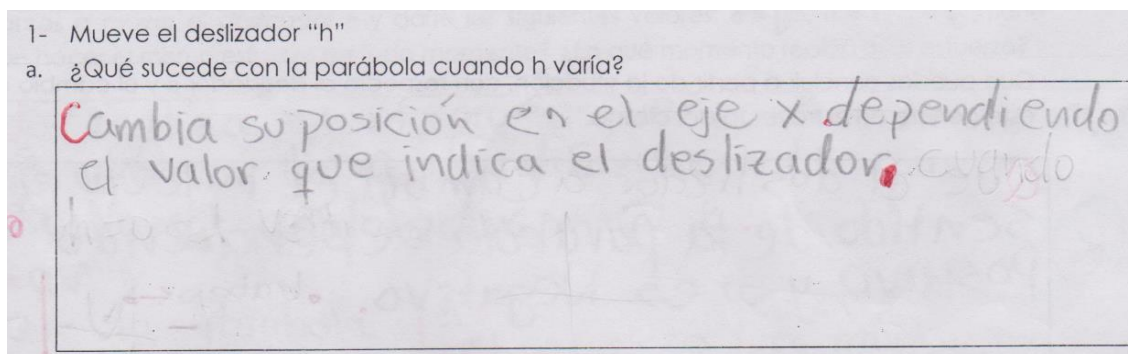 1- Mueve el deslizador “h”
a. ¿Qué sucede con la parábola cuando h varía?
Cambia su posición en el eje x dependiendo
el valor que indica el deslizador. cuando